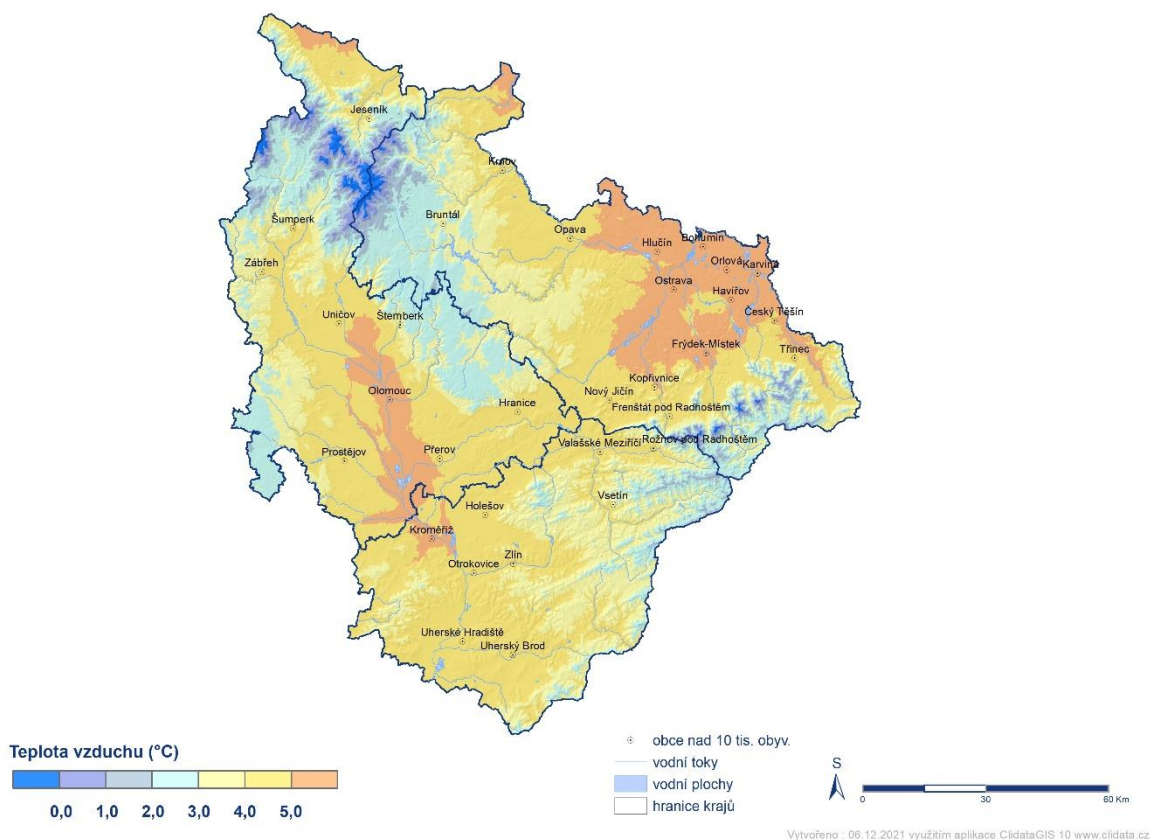 Jeseník
Krnov
Bruntál
Šumperk
Opava
Hlučín
Bohumín
Zábřeh
Orlová
Karviná
Ostrava
Havířov
Uničov
Šternberk
Český Těšín
Frýdek-Místek
Třinec
Kopřivnice
Olomouc
Nový Jičín
Hranice
Frenštát pod Radhoštěm
Valašské Meziříčí
Rožnov pod Radhoštěm
Prostějov
Přerov
Vsetín
Holešov
Kroměříž
Zlín
Otrokovice
Uherské Hradiště
Uherský Brod
Teplota vzduchu (°C)
0,0 1,0 2,0 3,0 4,0 5,0
obce nad 10 tis. obyv.
vodní toky
vodní plochy
hranice krajů
S
0 30 60 Km
Vytvořeno : 06.12.2021 využitím aplikace ClidataGIS 10 www.clidata.cz